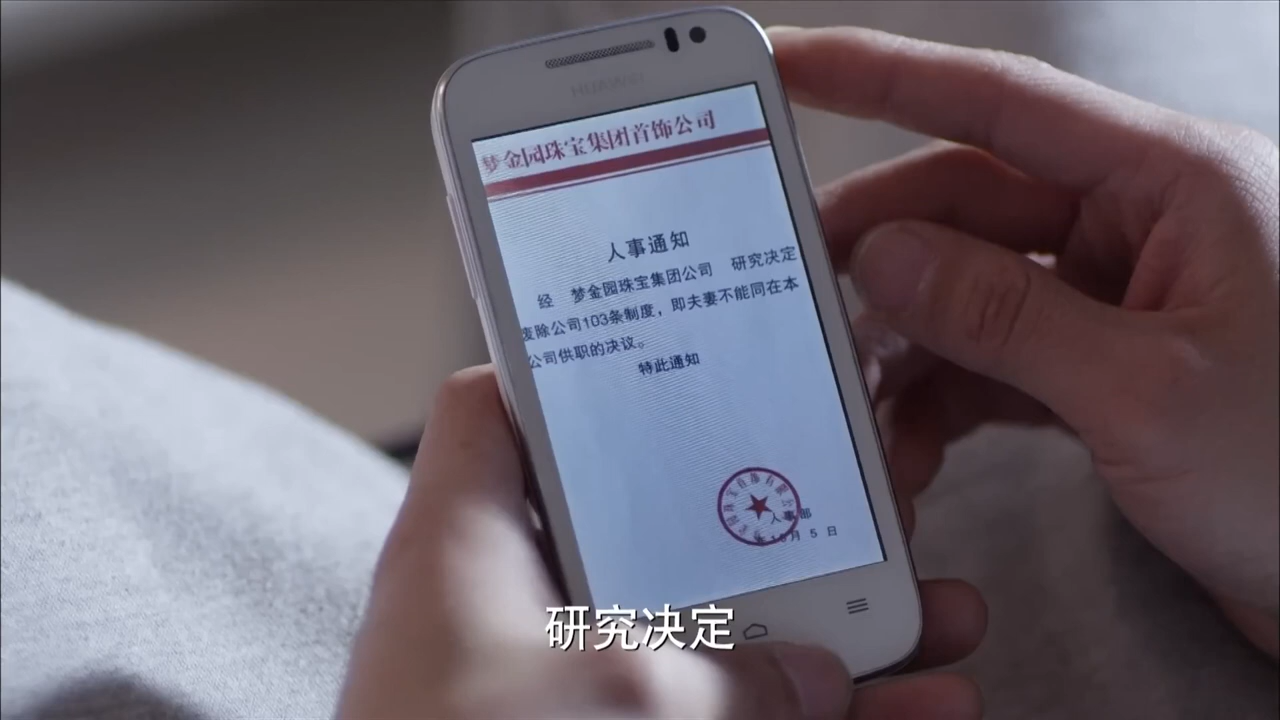 HUAWEI
梦金园珠宝集团首饰公司
人事通知
经 梦金园珠宝集团公司 研究决定
废除公司103条制度，即夫妻不能同在本
公司供职的决议。
特此通知
人事部
月 5 日
研究决定